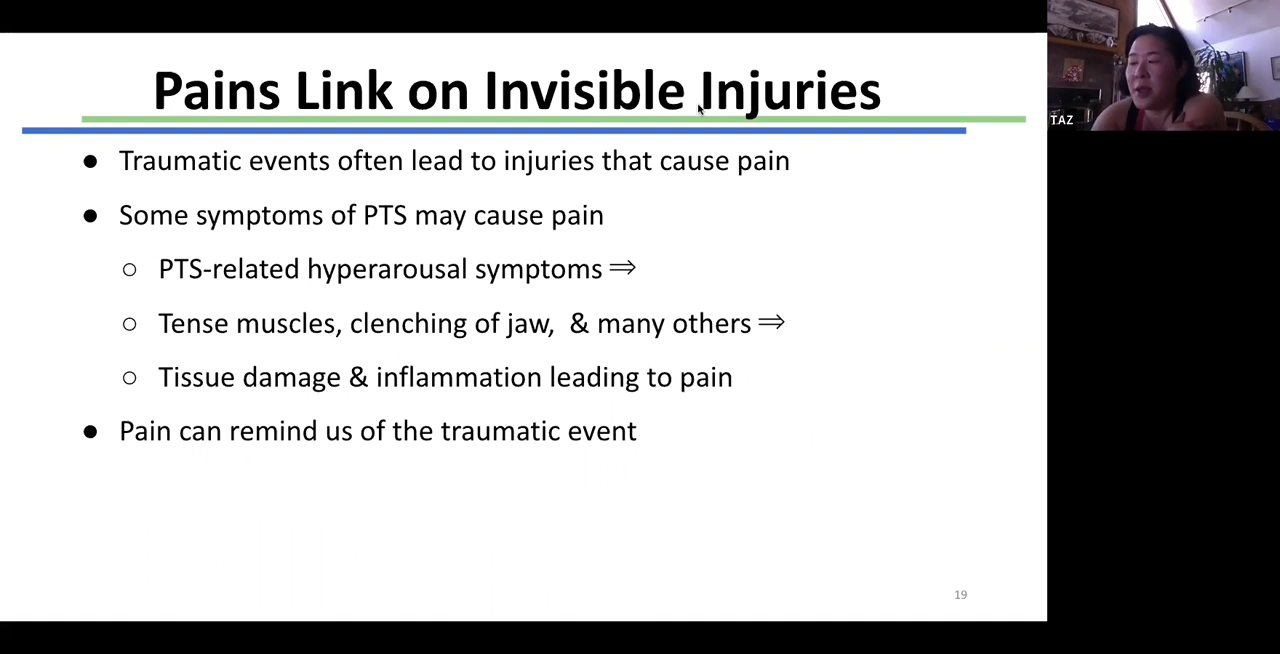 Pains Link on Invisible Injuries
● Traumatic events often lead to injuries that cause pain
● Some symptoms of PTS may cause pain
○ PTS-related hyperarousal symptoms ⇒
○ Tense muscles, clenching of jaw,  & many others ⇒
○ Tissue damage & inflammation leading to pain
● Pain can remind us of the traumatic event
19
TAZ